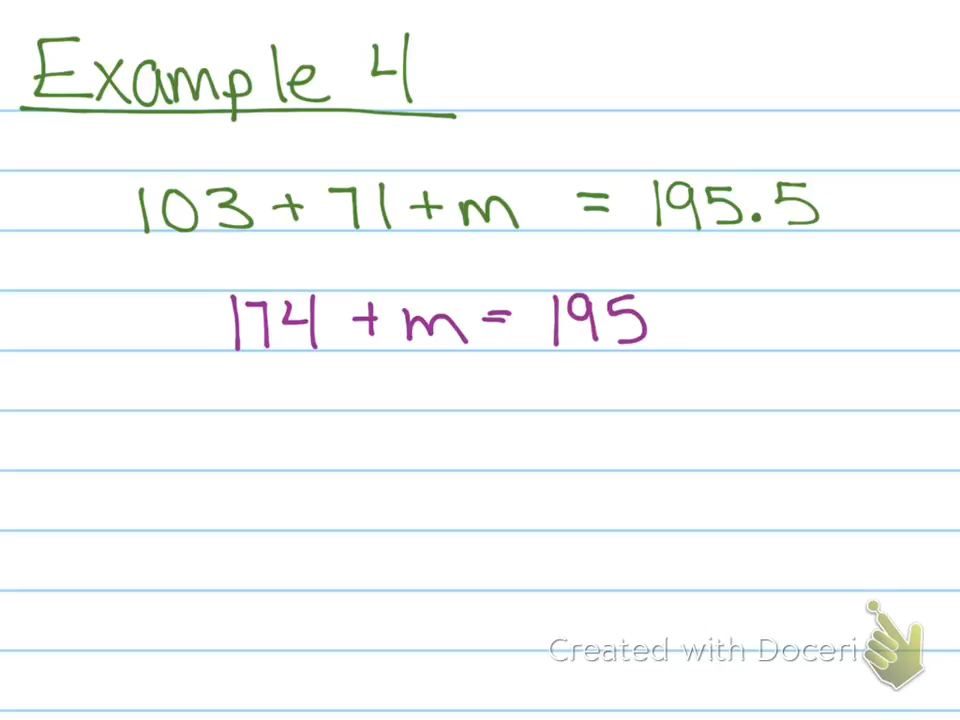 Example 4
103 + 71 + m = 195.5
174 + m = 195
Created with Doceri